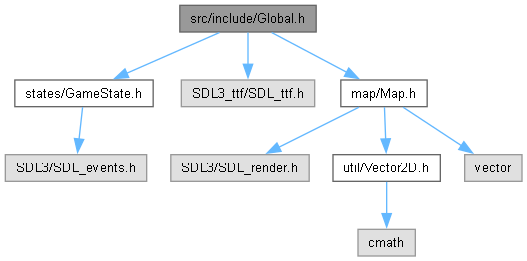 src/include/Global.h
states/GameState.h
SDL3_ttf/SDL_ttf.h
map/Map.h
SDL3/SDL_events.h
SDL3/SDL_render.h
util/Vector2D.h
vector
cmath